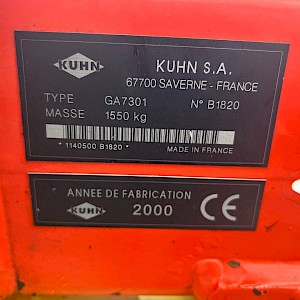 KUHN KUHN S.A.
67700 SAVERNE - FRANCE
TYPE GA7301 N° B1820
MASSE 1550 kg
* 1140500 B1820 * MADE IN FRANCE
ANNEE DE FABRICATION
KUHN 2000 CE